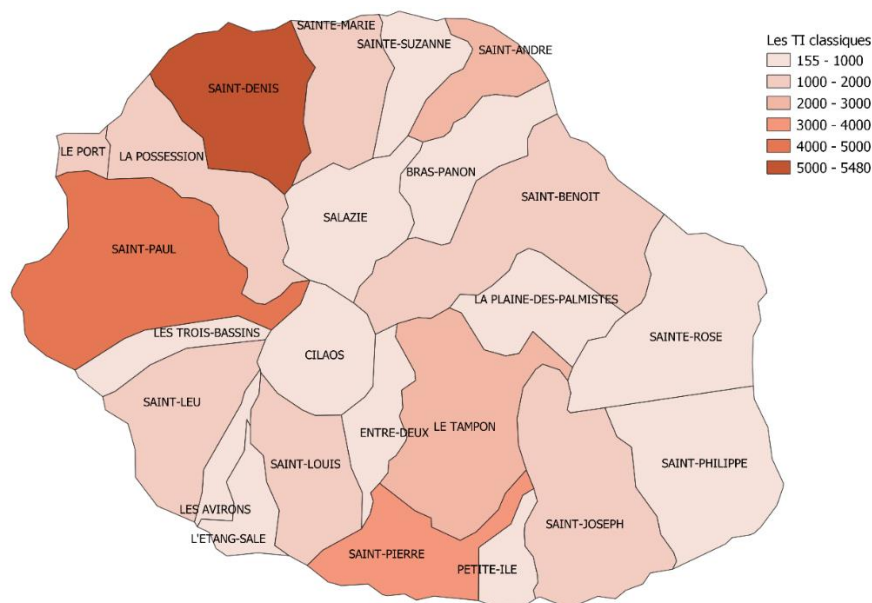 SAINTE-MARIE
SAINTE-SUZANNE
SAINT-ANDRE
SAINT-DENIS
LE PORT
LA POSSESSION
BRAS-PANON
SAINT-BENOIT
SALAZIE
SAINT-PAUL
LA PLAINE-DES-PALMISTES
LES TROIS-BASSINS
SAINTE-ROSE
CILAOS
SAINT-LEU
ENTRE-DEUX
LE TAMPON
SAINT-LOUIS
SAINT-PHILIPPE
LES AVIRONS
SAINT-JOSEPH
L'ETANG-SALE
SAINT-PIERRE
PETITE-ILE
Les TI classiques
155 - 1000
1000 - 2000
2000 - 3000
3000 - 4000
4000 - 5000
5000 - 5480